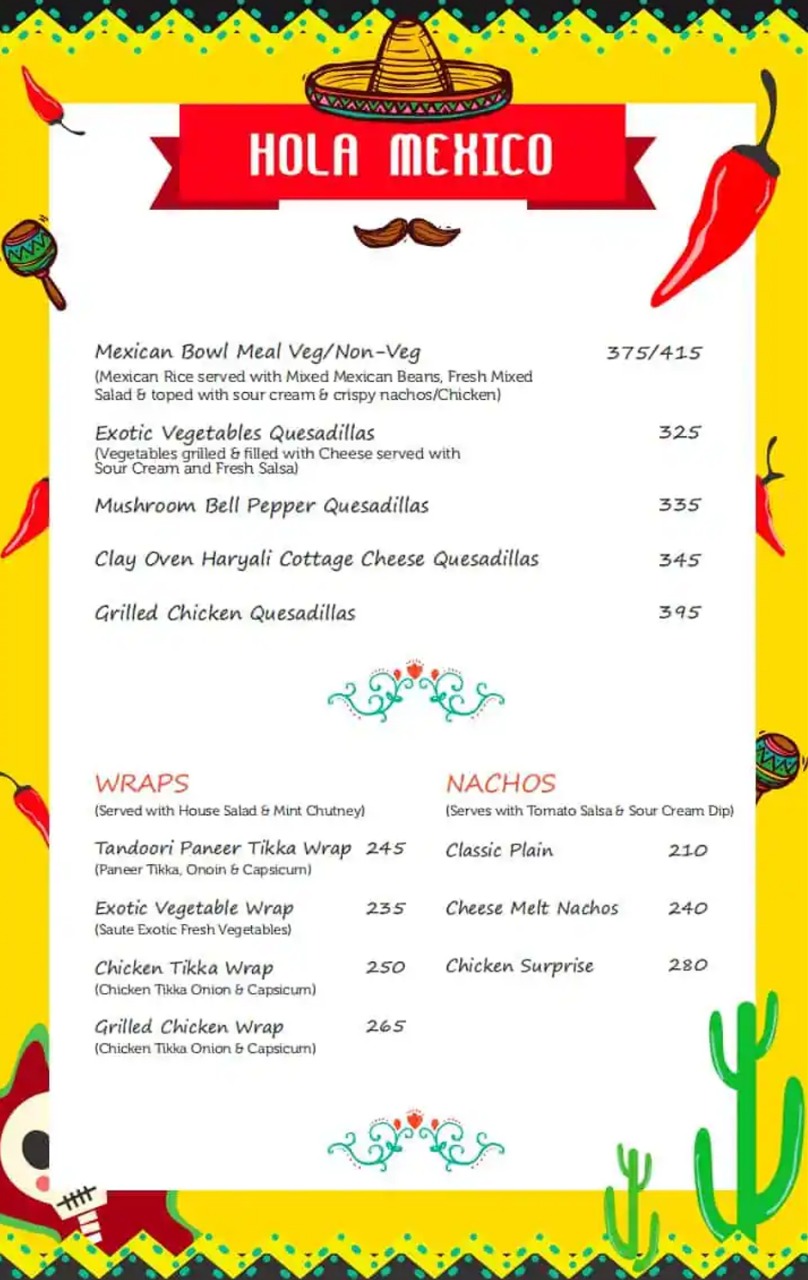 HOLA MEXICO
Mexican Bowl Meal Veg/Non-Veg 375/415
(Mexican Rice served with Mixed Mexican Beans, Fresh Mixed
Salad & toped with sour cream & crispy nachos/Chicken)
Exotic Vegetables Quesadillas 325
(Vegetables grilled & filled with Cheese served with
Sour Cream and Fresh Salsa)
Mushroom Bell Pepper Quesadillas 335
Clay Oven Haryali Cottage Cheese Quesadillas 345
Grilled Chicken Quesadillas 395
WRAPS
(Served with House Salad & Mint Chutney)
Tandoori Paneer Tikka Wrap 245
(Paneer Tikka, Onoin & Capsicum)
Exotic Vegetable Wrap 235
(Saute Exotic Fresh Vegetables)
Chicken Tikka Wrap 250
(Chicken Tikka Onion & Capsicum)
Grilled Chicken Wrap 265
(Chicken Tikka Onion & Capsicum)
NACHOS
(Serves with Tomato Salsa & Sour Cream Dip)
Classic Plain 210
Cheese Melt Nachos 240
Chicken Surprise 280